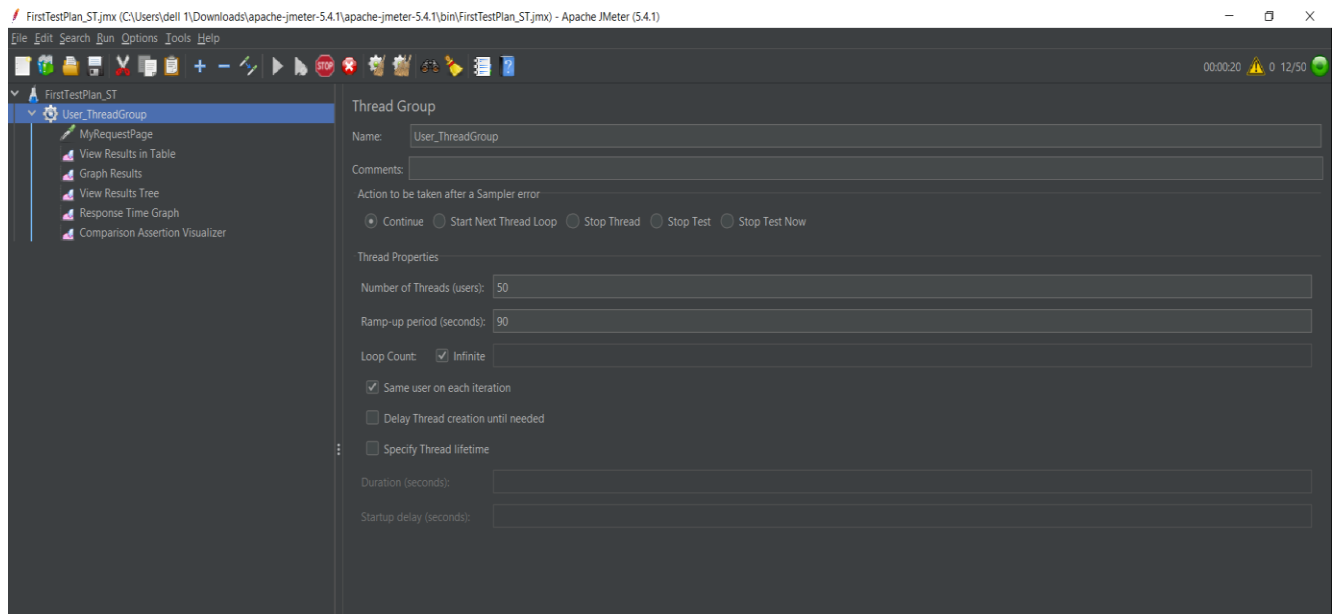 FirstTestPlan_ST.jmx (C:\Users\dell 1\Downloads\apache-jmeter-5.4.1\apache-jmeter-5.4.1\bin\FirstTestPlan_ST.jmx) - Apache JMeter (5.4.1)
File Edit Search Run Options Tools Help
STOP 00:00:20 0 12/50
FirstTestPlan_ST
User_ThreadGroup
MyRequestPage
View Results in Table
Graph Results
View Results Tree
Response Time Graph
Comparison Assertion Visualizer
Thread Group
Name: User_ThreadGroup
Comments:
Action to be taken after a Sampler error
Continue Start Next Thread Loop Stop Thread Stop Test Stop Test Now
Thread Properties
Number of Threads (users): 50
Ramp-up period (seconds): 90
Loop Count: Infinite
Same user on each iteration
Delay Thread creation until needed
Specify Thread lifetime
Duration (seconds):
Startup delay (seconds):